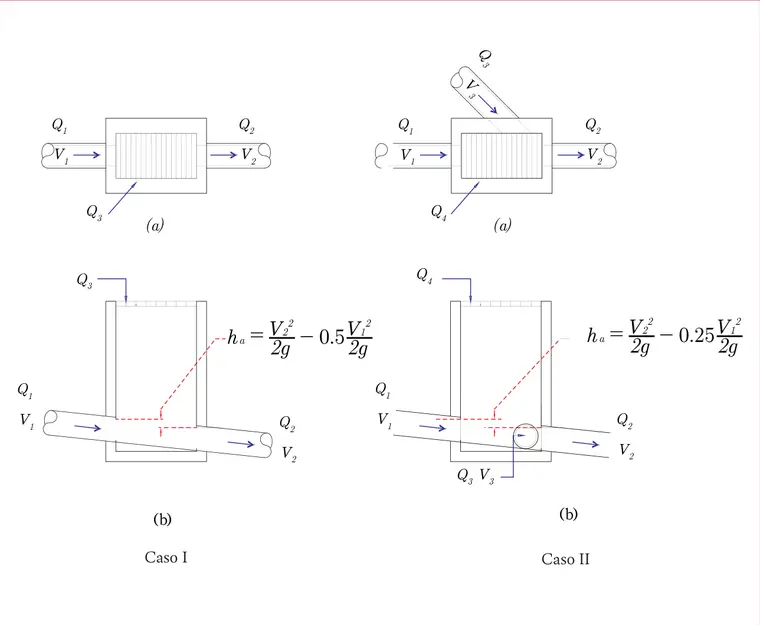 Q₁ Q₂
V₁ V₂
Q₃
(a)
Q₃
hₐ = V₂²/2g − 0.5 V₁²/2g
Q₁
V₁
Q₂
V₂
(b)
Caso I
Q₃
V₃
Q₁ Q₂
V₁ V₂
Q₄
(a)
Q₄
hₐ = V₂²/2g − 0.25 V₁²/2g
Q₁
V₁
Q₂
V₂
Q₃ V₃
(b)
Caso II